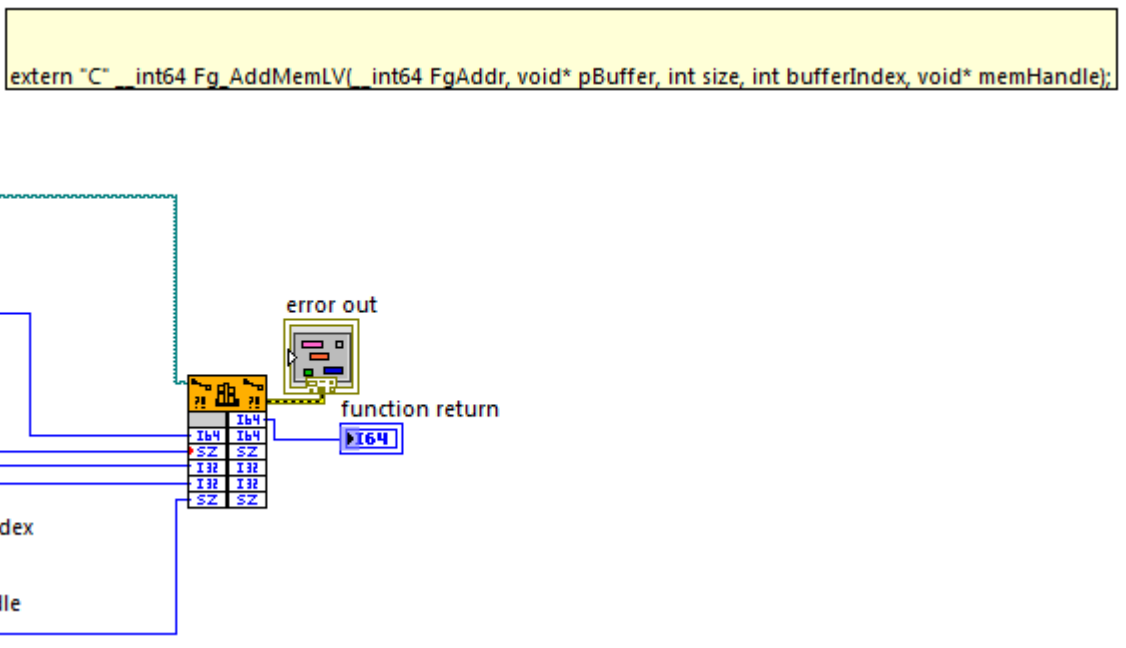 extern "C" __int64 Fg_AddMemLV(__int64 FgAddr, void* pBuffer, int size, int bufferIndex, void* memHandle);
error out
?! ?!
function return
I64
I64 I64
I64
SZ SZ
I32 I32
I32 I32
SZ SZ
dex
lle